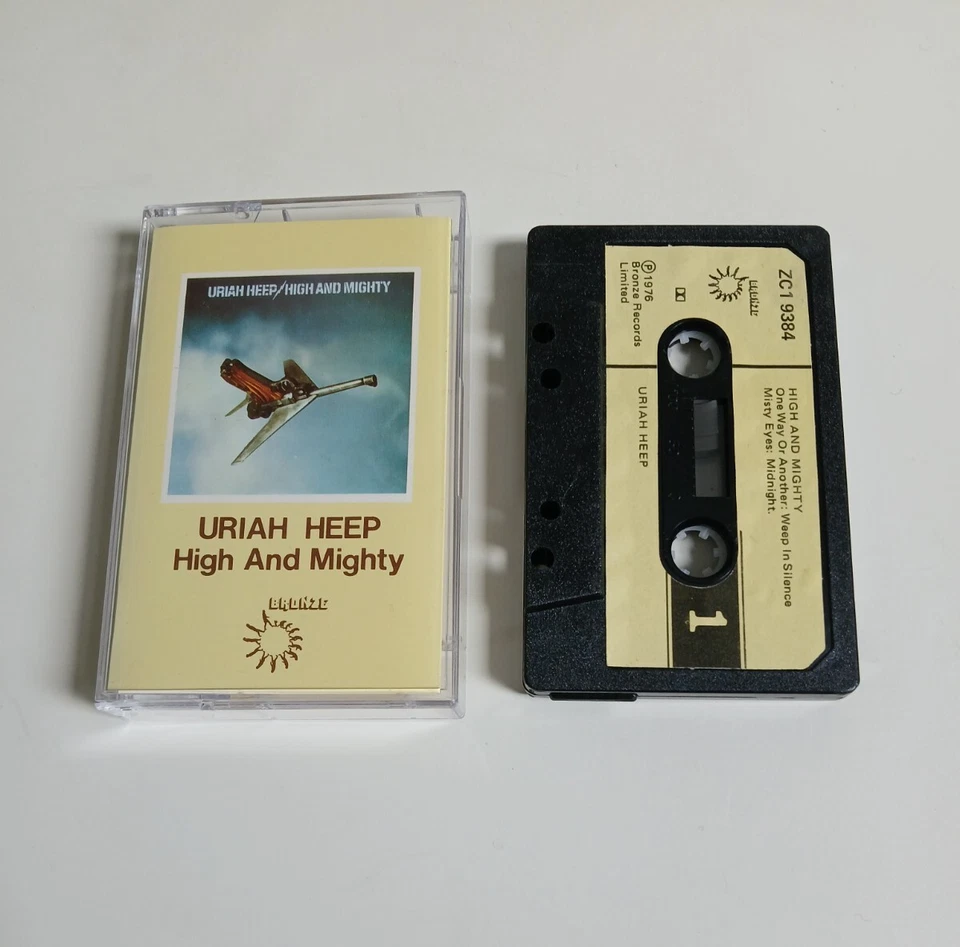 URIAH HEEP/HIGH AND MIGHTY
URIAH HEEP
High And Mighty
BRONZE
ZC1 9384
BRONZE
℗1976
Bronze Records
Limited
HIGH AND MIGHTY
One Way Or Another: Weep In Silence
Misty Eyes: Midnight.
URIAH HEEP
1